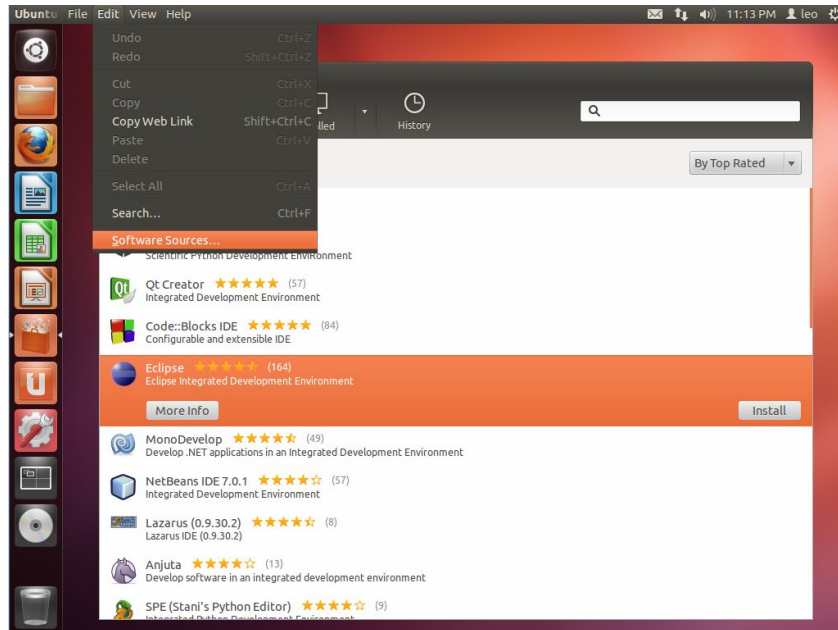 Ubuntu File Edit View Help
11:13 PM leo
Undo Ctrl+Z
Redo Shift+Ctrl+Z
Cut Ctrl+X
Copy Ctrl+C
Copy Web Link Shift+Ctrl+C
Paste Ctrl+V
Delete
Select All Ctrl+A
Search... Ctrl+F
Software Sources...
lled
History
By Top Rated
Scientific PYthon Development EnviRonment
Qt Creator (57)
Integrated Development Environment
Code::Blocks IDE (84)
Configurable and extensible IDE
Eclipse (164)
Eclipse Integrated Development Environment
More Info
Install
MonoDevelop (49)
Develop .NET applications in an Integrated Development Environment
NetBeans IDE 7.0.1 (57)
Integrated Development Environment
Lazarus (0.9.30.2) (8)
Lazarus IDE (0.9.30.2)
Anjuta (13)
Develop software in an integrated development environment
SPE (Stani's Python Editor) (9)
Integrated Python Development Environment